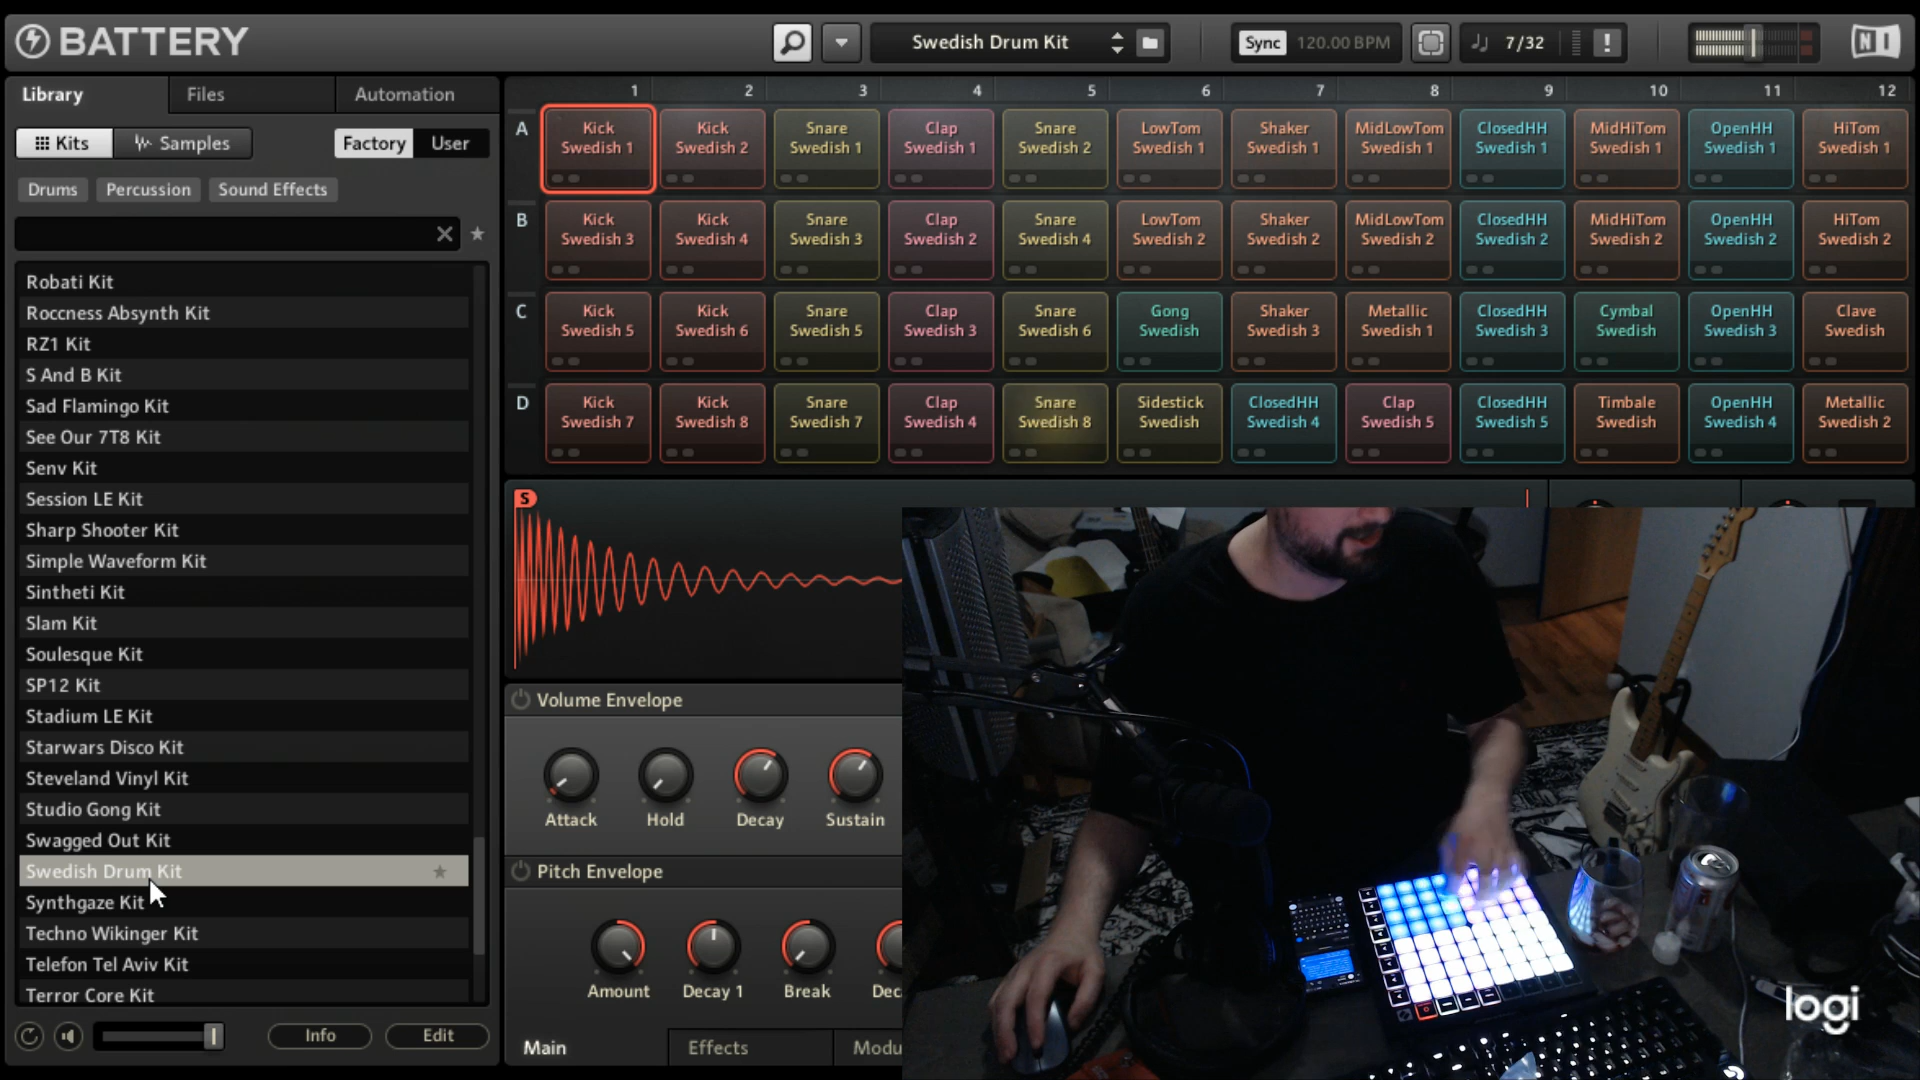 BATTERY
Swedish Drum Kit
Sync 120.00 BPM
7/32 !
NI
Library Files Automation
Kits Samples Factory User
Drums Percussion Sound Effects
Robati Kit
Roccness Absynth Kit
RZ1 Kit
S And B Kit
Sad Flamingo Kit
See Our 7T8 Kit
Senv Kit
Session LE Kit
Sharp Shooter Kit
Simple Waveform Kit
Sintheti Kit
Slam Kit
Soulesque Kit
SP12 Kit
Stadium LE Kit
Starwars Disco Kit
Steveland Vinyl Kit
Studio Gong Kit
Swagged Out Kit
Swedish Drum Kit
Synthgaze Kit
Techno Wikinger Kit
Telefon Tel Aviv Kit
Terror Core Kit
Info Edit
1 2 3 4 5 6 7 8 9 10 11 12
A
Kick Kick Snare Clap Snare LowTom Shaker MidLowTom ClosedHH MidHiTom OpenHH HiTom
Swedish 1 Swedish 2 Swedish 1 Swedish 1 Swedish 2 Swedish 1 Swedish 1 Swedish 1 Swedish 1 Swedish 1 Swedish 1 Swedish 1
B
Kick Kick Snare Clap Snare LowTom Shaker MidLowTom ClosedHH MidHiTom OpenHH HiTom
Swedish 3 Swedish 4 Swedish 3 Swedish 2 Swedish 4 Swedish 2 Swedish 2 Swedish 2 Swedish 2 Swedish 2 Swedish 2 Swedish 2
C
Kick Kick Snare Clap Snare Gong Shaker Metallic ClosedHH Cymbal OpenHH Clave
Swedish 5 Swedish 6 Swedish 5 Swedish 3 Swedish 6 Swedish Swedish 3 Swedish 1 Swedish 3 Swedish Swedish 3 Swedish
D
Kick Kick Snare Clap Snare Sidestick ClosedHH Clap ClosedHH Timbale OpenHH Metallic
Swedish 7 Swedish 8 Swedish 7 Swedish 4 Swedish 8 Swedish Swedish 4 Swedish 5 Swedish 5 Swedish Swedish 4 Swedish 2
S
Volume Envelope
Attack Hold Decay Sustain
Pitch Envelope
Amount Decay 1 Break Dec
Main Effects Modu
logi